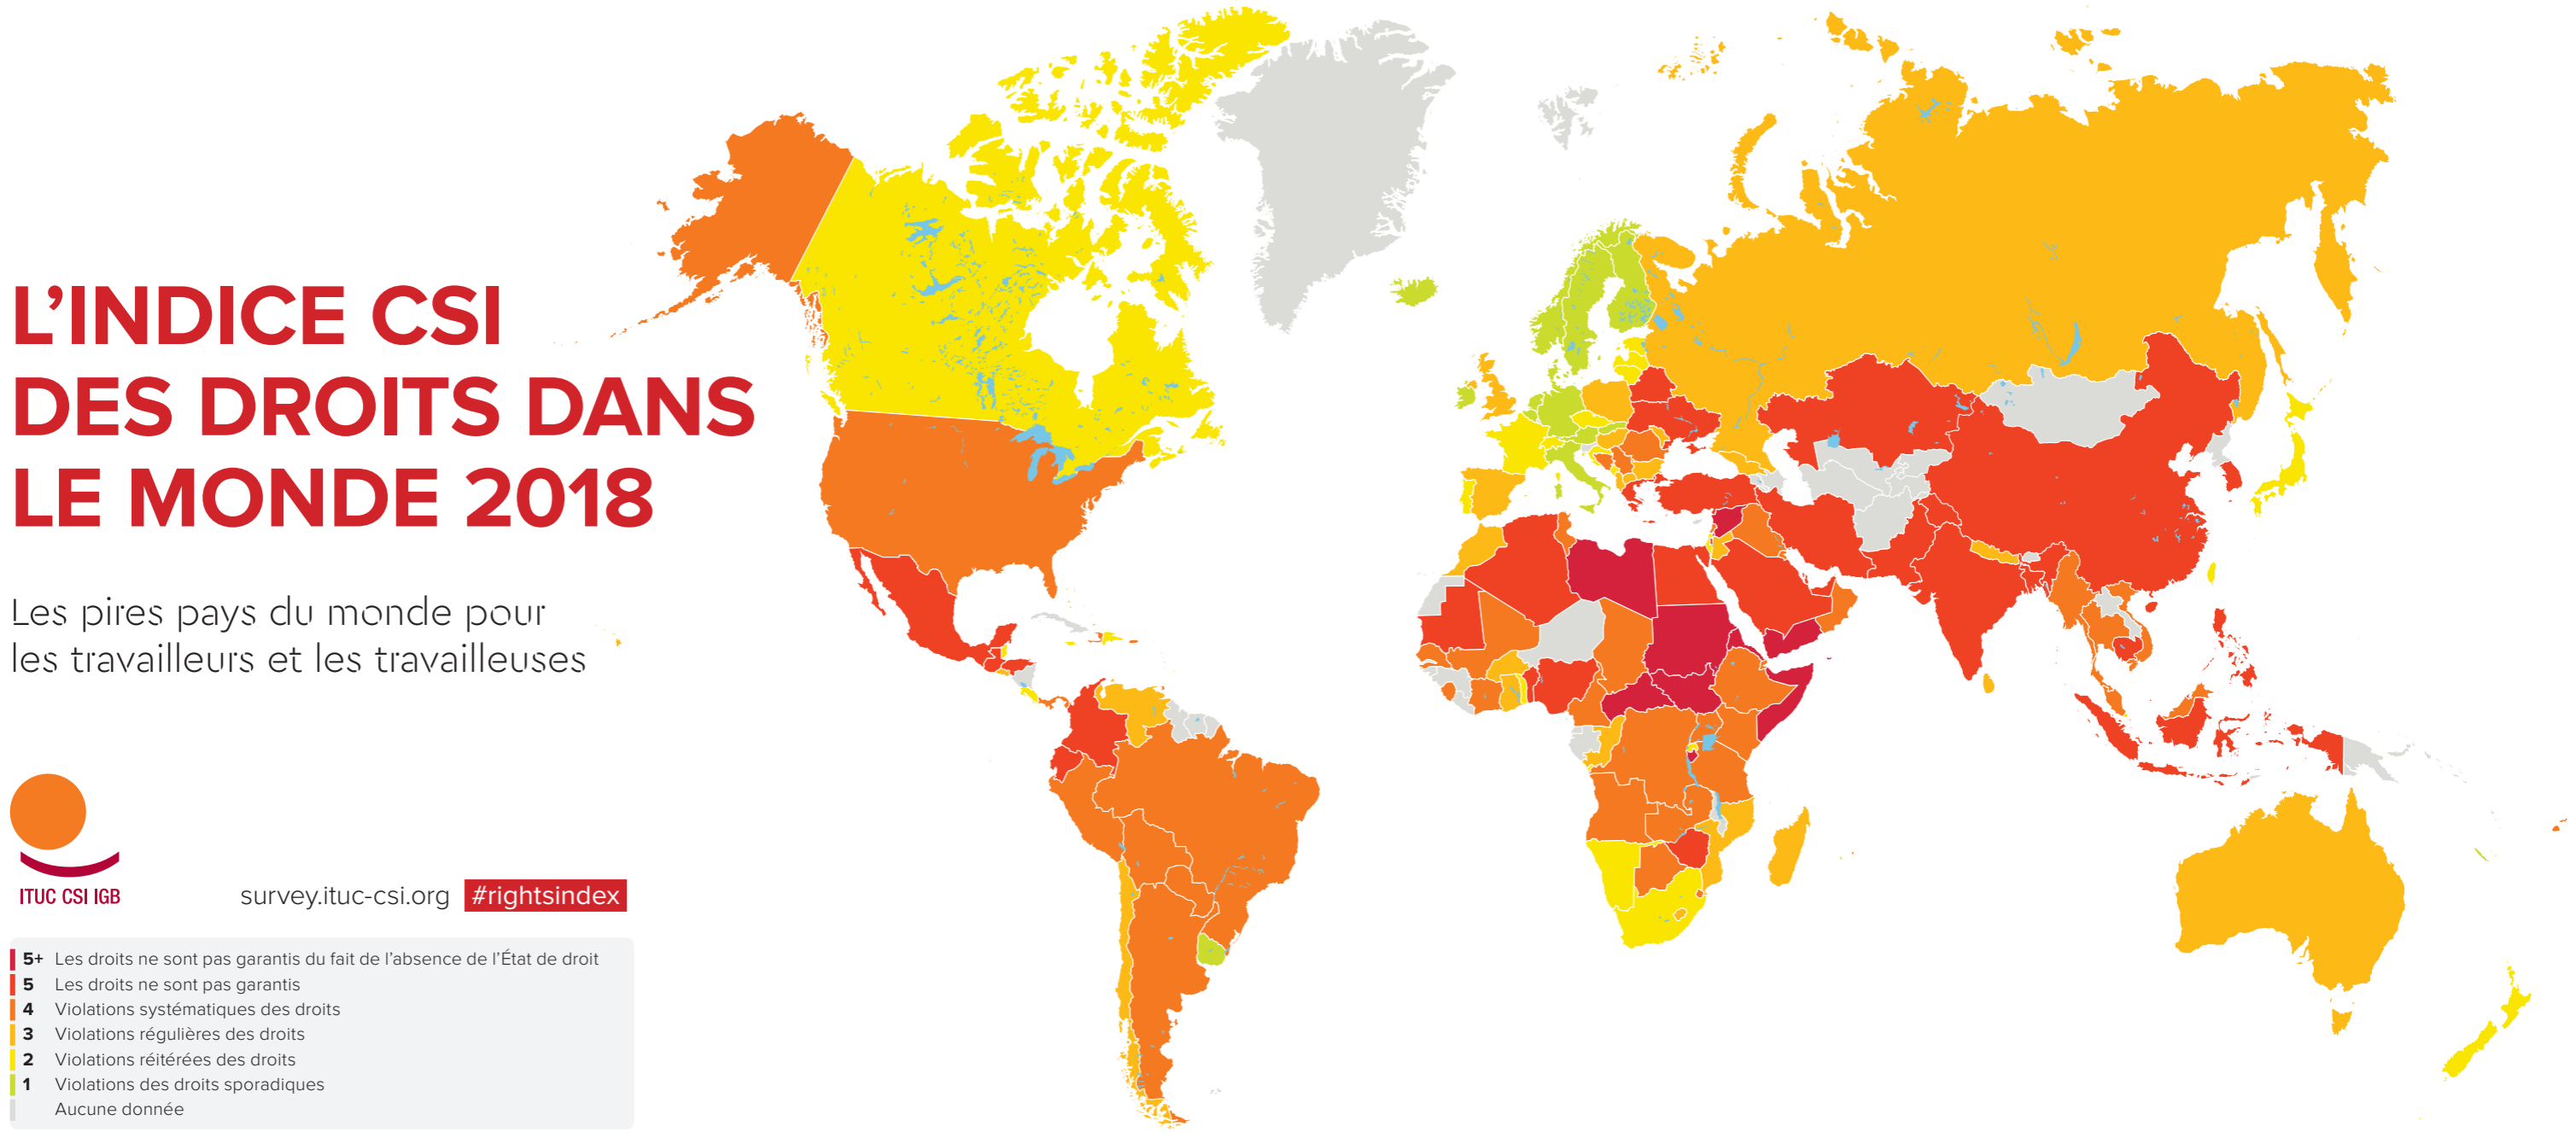 L’INDICE CSI
DES DROITS DANS
LE MONDE 2018
Les pires pays du monde pour
les travailleurs et les travailleuses
ITUC CSI IGB
survey.ituc-csi.org #rightsindex
5+ Les droits ne sont pas garantis du fait de l’absence de l’État de droit
5 Les droits ne sont pas garantis
4 Violations systématiques des droits
3 Violations régulières des droits
2 Violations réitérées des droits
1 Violations des droits sporadiques
Aucune donnée